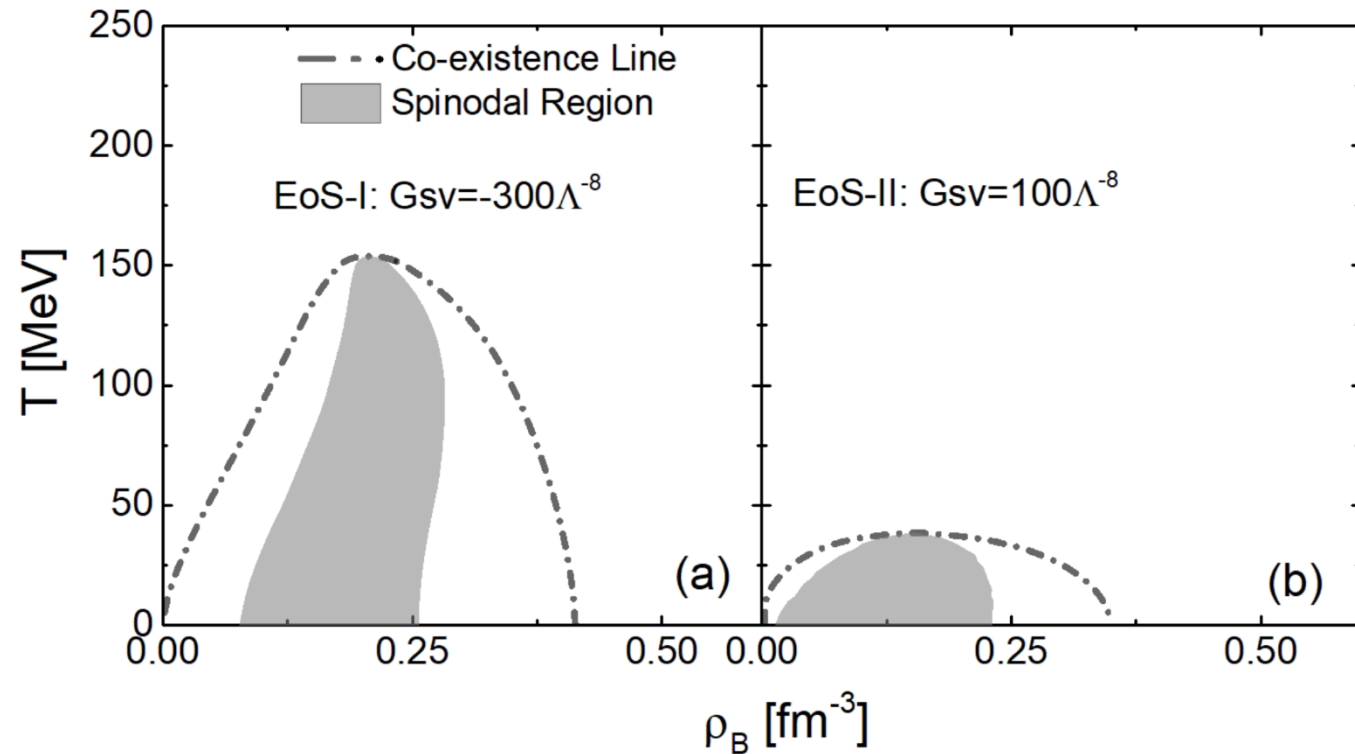 250
200
150
100
50
0
T [MeV]
Co-existence Line
Spinodal Region
EoS-I: Gsv=-300Λ⁻⁸
EoS-II: Gsv=100Λ⁻⁸
(a)
(b)
0.00
0.25
0.50
0.00
0.25
0.50
ρ_B [fm⁻³]